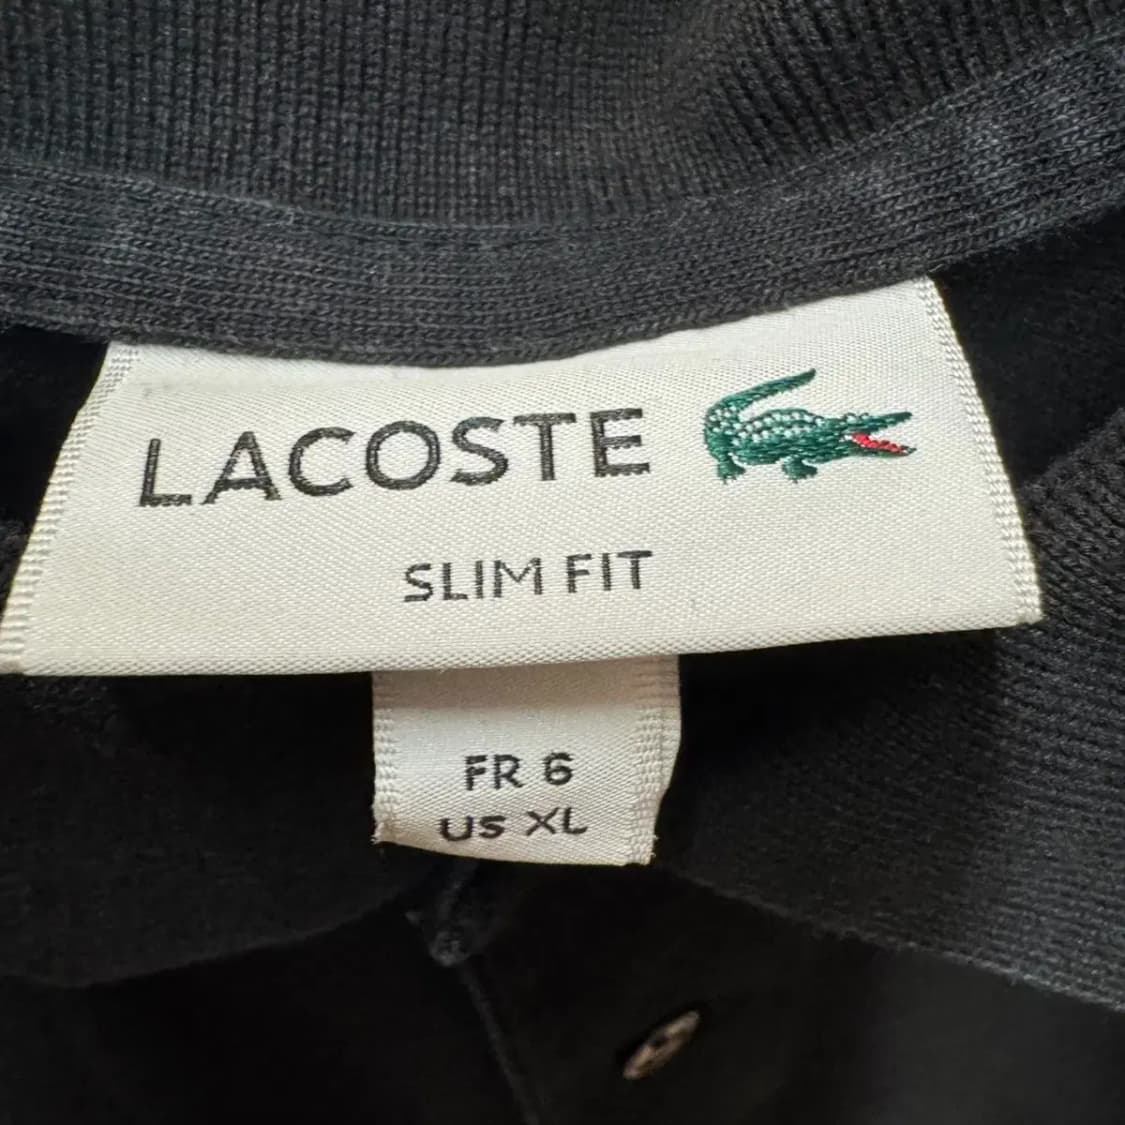 LACOSTE
SLIM FIT
FR 6
US XL